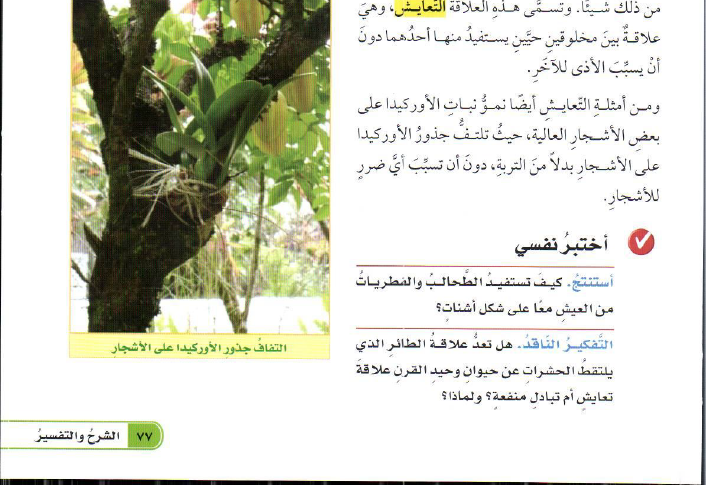 من ذلك شيئًا. وتسمَّى هذهِ العلاقة التَّعايشَ، وهيَ
علاقةٌ بينَ مخلوقينِ حيَّينِ يستفيدُ منها أحدُهما دونَ
أنْ يسبِّبَ الأذى للآخَرِ.
ومن أمثلةِ التَّعايشِ أيضًا نموُّ نباتِ الأوركيدا على
بعضِ الأشجارِ العالية، حيثُ تلتفُّ جذورُ الأوركيدا
على الأشجارِ بدلاً منَ التربةِ، دونَ أن تسبِّبَ أيَّ ضررٍ
للأشجارِ.
أختبرُ نفسي
أستنتجُ. كيفَ تستفيدُ الطَّحالبُ والفطرياتُ
من العيشِ معًا على شكل أشناتٍ؟
التَّفكيرُ النَّاقدُ. هل تعدُّ علاقةُ الطائرِ الذي
يلتقطُ الحشراتِ عن حيوانِ وحيدِ القرنِ علاقةَ
تعايشٍ أم تبادلِ منفعةٍ؟ ولماذا؟
التفافُ جذورِ الأوركيدا على الأشجارِ
٧٧ الشرحُ والتفسيرُ